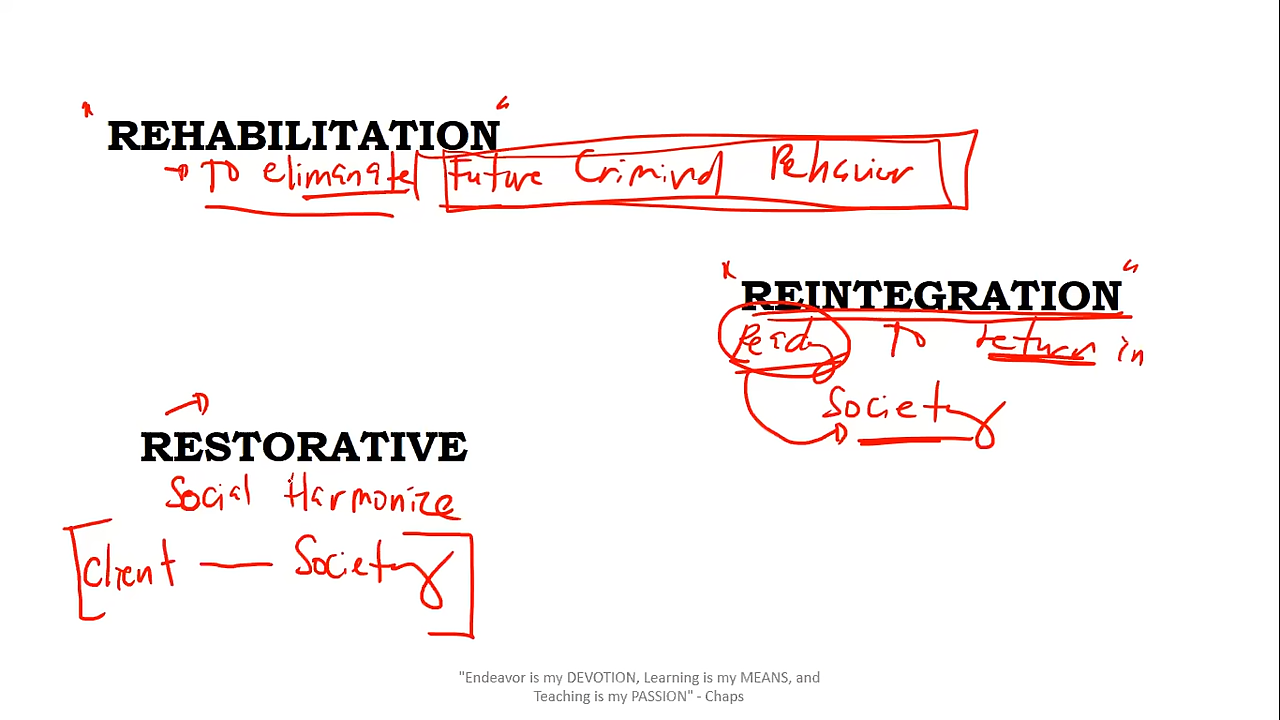 REHABILITATION
→ To elimanate Future Criminal Behavior
"REINTEGRATION"
Ready To return in
Society
RESTORATIVE
Social Harmonize
Client — Society
"Endeavor is my DEVOTION, Learning is my MEANS, and
Teaching is my PASSION" - Chaps